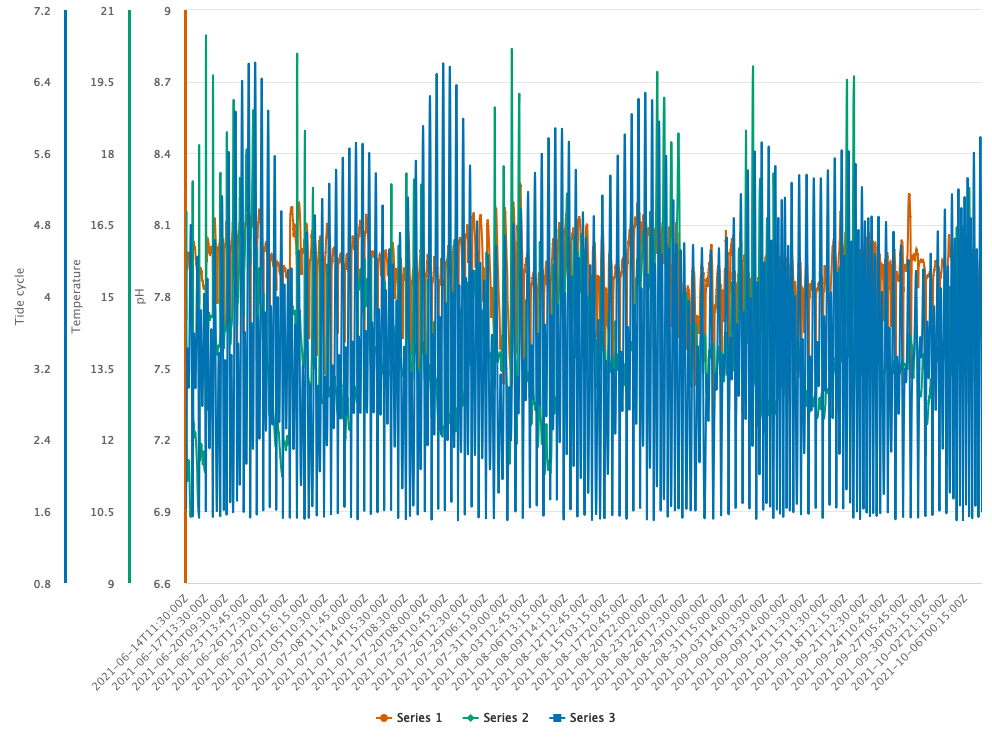 7.2 21 9
6.4 19.5 8.7
5.6 18 8.4
4.8 16.5 8.1
4 15 7.8
3.2 13.5 7.5
2.4 12 7.2
1.6 10.5 6.9
0.8 9 6.6
Tide cycle
Temperature
pH
2021-06-14T11:30:00Z
2021-06-17T13:30:00Z
2021-06-20T09:30:00Z
2021-06-23T13:45:00Z
2021-06-26T17:30:00Z
2021-06-29T20:15:00Z
2021-07-02T16:15:00Z
2021-07-05T10:30:00Z
2021-07-08T11:45:00Z
2021-07-11T14:00:00Z
2021-07-14T15:30:00Z
2021-07-17T08:30:00Z
2021-07-20T08:00:00Z
2021-07-23T10:45:00Z
2021-07-26T12:30:00Z
2021-07-29T06:15:00Z
2021-07-31T19:00:00Z
2021-08-03T12:45:00Z
2021-08-06T13:15:00Z
2021-08-09T14:15:00Z
2021-08-12T12:45:00Z
2021-08-15T03:15:00Z
2021-08-17T20:45:00Z
2021-08-20T22:00:00Z
2021-08-23T22:00:00Z
2021-08-26T17:30:00Z
2021-08-29T01:15:00Z
2021-08-31T15:00:00Z
2021-09-03T14:00:00Z
2021-09-06T13:30:00Z
2021-09-09T14:00:00Z
2021-09-12T11:30:00Z
2021-09-15T11:30:00Z
2021-09-18T12:15:00Z
2021-09-21T12:30:00Z
2021-09-24T10:45:00Z
2021-09-27T05:45:00Z
2021-09-30T03:15:00Z
2021-10-02T21:15:00Z
2021-10-06T00:15:00Z
Series 1 Series 2 Series 3